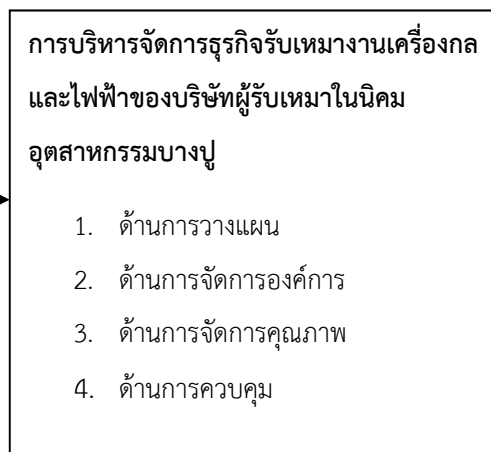 การบริหารจัดการธุรกิจรับเหมางานเครื่องกล
และไฟฟ้าของบริษัทผู้รับเหมาในนิคม
อุตสาหกรรมบางปู
1. ด้านการวางแผน
2. ด้านการจัดการองค์การ
3. ด้านการจัดการคุณภาพ
4. ด้านการควบคุม